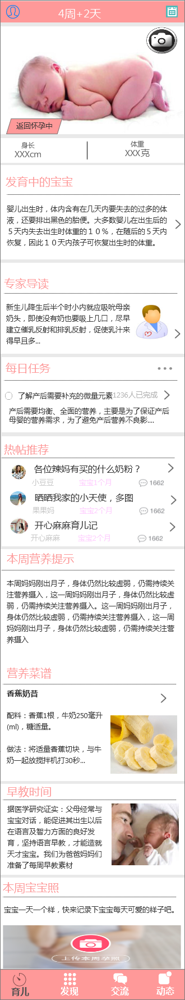 4周+2天
返回怀孕中
身长
体重
XXXcm
XXX克
发育中的宝宝
婴儿出生时，体内含有在几天内要失去的过多的体
液，还要排出黑色的胎便。大多数婴儿在出生后的
５天内失去出生时体重的１０％，在随后的５天内
恢复，因此１０天内孩子可恢复出生时的体重。
专家导读
新生儿降生后半个时小内就应吸吮母亲
奶头，即使没有奶也要吸上几口，尽早
建立催乳反射和排乳反射，促使乳汁来
得早且多...
每日任务
了解产后需要补充的微量元素
1236人已完成
产后需要均衡、全面的营养，主要是为了保证产后
母婴的营养需求，为了避免产后营养不良影....
热帖推荐
各位辣妈有买的什么奶粉？
小豆豆 宝宝1个月 1662
晒晒我家的小天使，多图
果果妈 宝宝2个月 1662
开心麻麻育儿记
开心麻麻 宝宝2个月 1662
本周营养提示
本周妈妈刚出月子，身体仍然比较虚弱，仍需持续关
注营养摄入，这一周妈妈刚出月子，身体仍然比较虚
弱，仍需持续关注营养摄入。这一周妈妈刚出月子，
身体仍然比较虚弱，仍需持续关注营养摄入，这一周
妈妈刚出月子，身体仍然比较虚弱，仍需持续关注营
养摄入
营养菜谱
香蕉奶昔
配料：香蕉1根，牛奶250毫升
(ml)，糖适量。
做法：将适量香蕉切块，与牛
奶一起放搅拌机打30秒...
早教时间
据医学研究证实：父母经常与
宝宝对话，能促进其出生以后
在语言及智力方面的良好发
育，坚持语言早教，才能造就
天才宝宝。我们为爸爸妈妈们
准备了每周早教素材
本周宝宝照
宝宝一天一个样，快来记录下宝宝每天可爱的样子吧。
上传本周孕照
育儿 发现 交流 动态